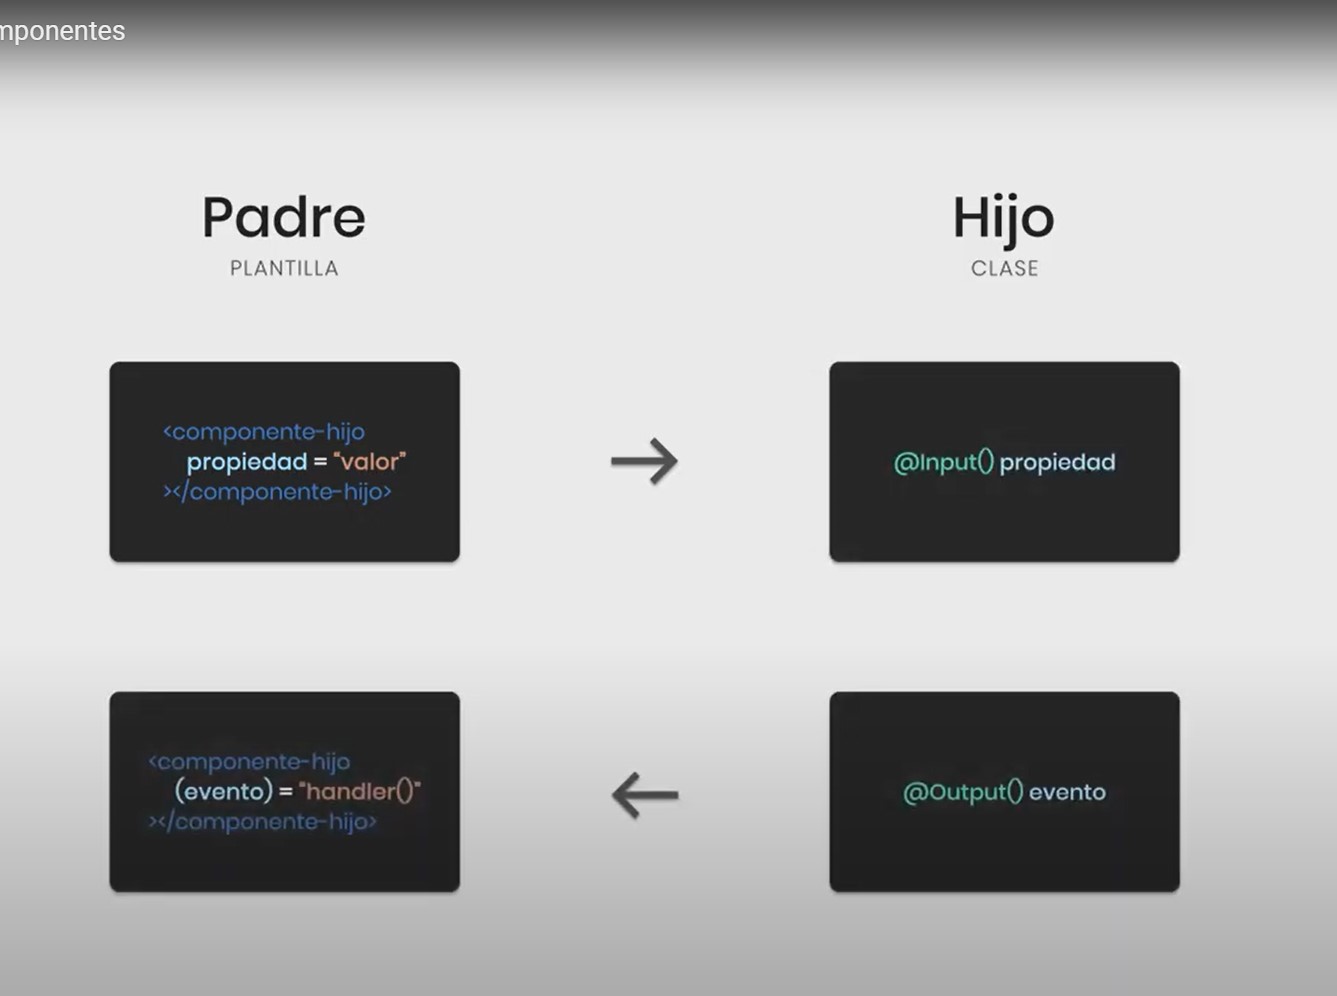 Padre
PLANTILLA
Hijo
CLASE
<componente-hijo
propiedad = "valor"
></componente-hijo>
@Input() propiedad
<componente-hijo
(evento) = "handler()"
></componente-hijo>
@Output() evento